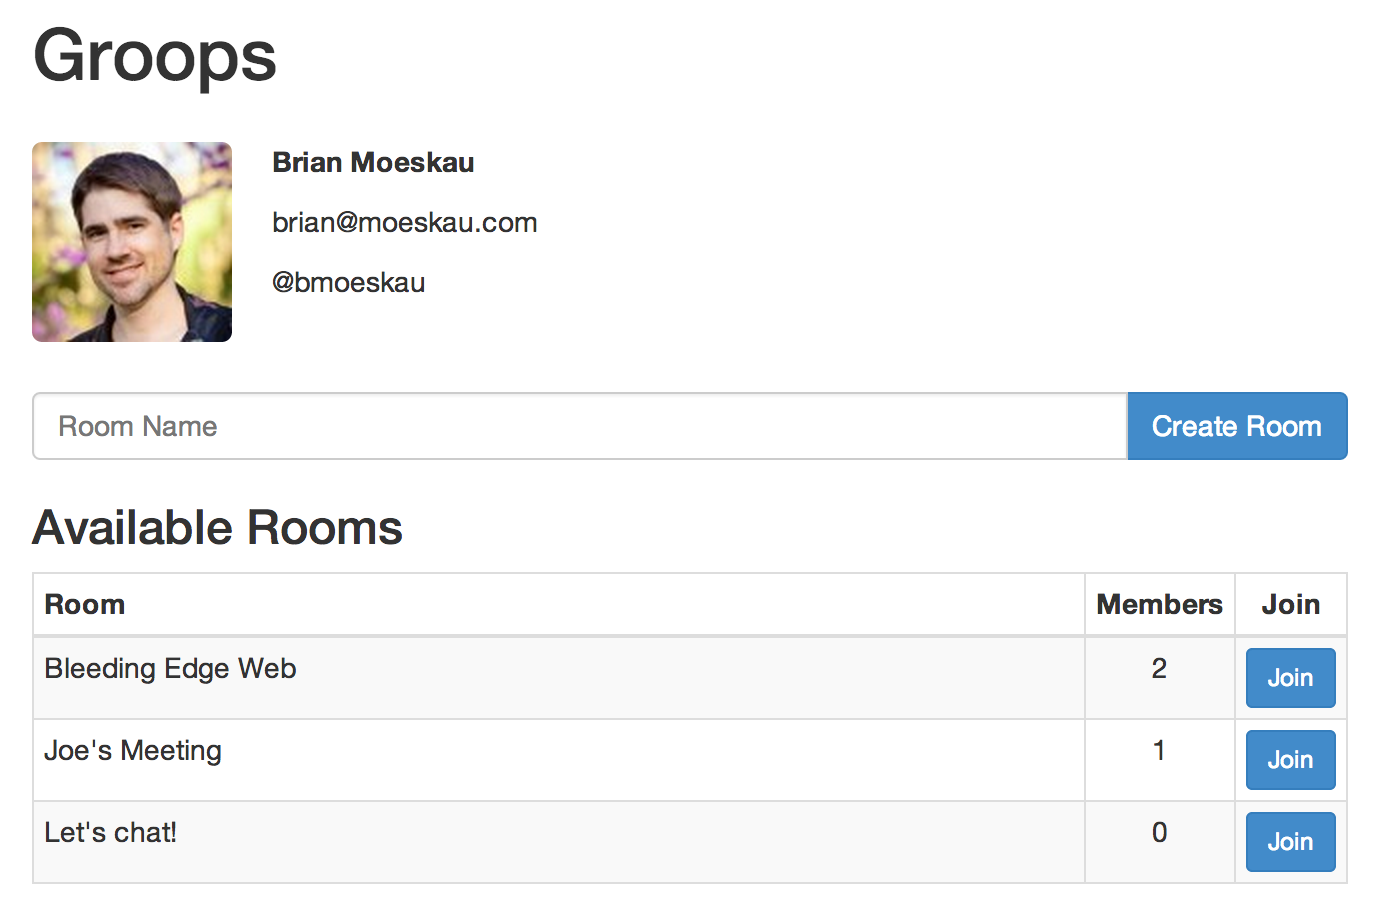 Groops
Brian Moeskau
brian@moeskau.com
@bmoeskau
Room Name Create Room
Available Rooms
Room Members Join
Bleeding Edge Web 2 Join
Joe's Meeting 1 Join
Let's chat! 0 Join